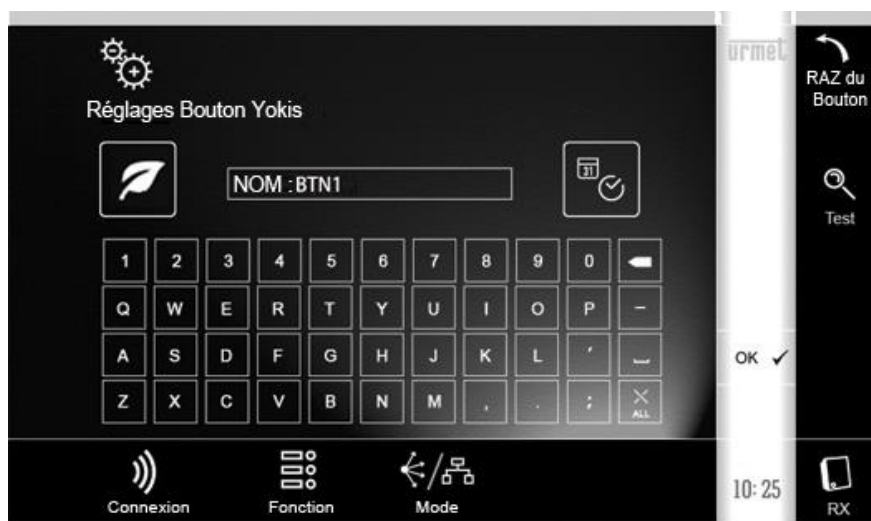 urmet
RAZ du
Bouton
Réglages Bouton Yokis
31
NOM : BTN1
Test
1 2 3 4 5 6 7 8 9 0
Q W E R T Y U I O P -
A S D F G H J K L '
OK
Z X C V B N M , . ;
ALL
10:25
Connexion
Fonction
Mode
RX